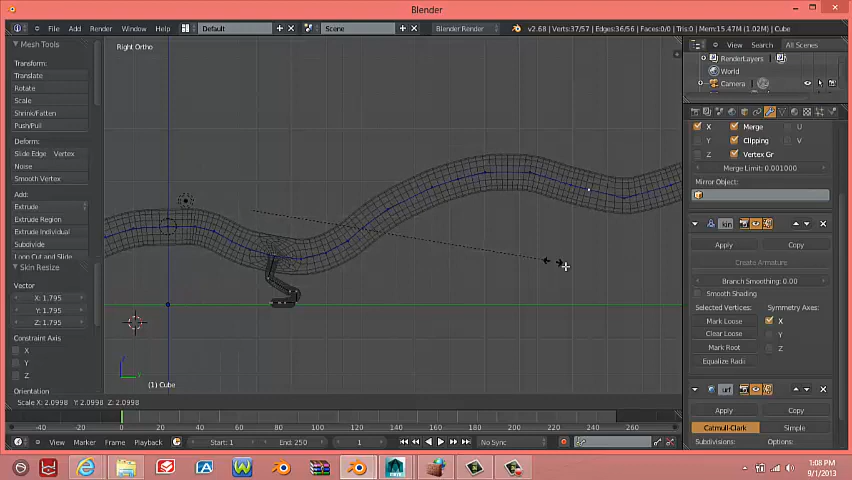 Blender
File Add Render Window Help
Default
Scene
Blender Render
v2.68 | Verts:37/57 | Edges:36/56 | Faces:0/0 | Tris:0 | Mem:15.47M (1.02M) | Cube
Mesh Tools
Transform:
Translate
Rotate
Scale
Shrink/Fatten
Push/Pull
Deform:
Slide Edge Vertex
Noise
Smooth Vertex
Add:
Extrude
Extrude Region
Extrude Individual
Subdivide
Loop Cut and Slide
Skin Resize
Vector
X: 1.795
Y: 1.795
Z: 1.795
Constraint Axis
X
Y
Z
Orientation
Right Ortho
(1) Cube
Scale X: 2.0998 Y: 2.0998 Z: 2.0998
View Search All Scenes
RenderLayers
World
Camera
X Merge U
Y Clipping V
Z Vertex Gr
Merge Limit: 0.001000
Mirror Object:
kin
Apply Copy
Create Armature
Branch Smoothing: 0.00
Smooth Shading
Selected Vertices: Symmetry Axes:
Mark Loose X
Clear Loose Y
Mark Root Z
Equalize Radii
urf
Apply Copy
Catmull-Clark Simple
Subdivisions: Options:
0 20 40 60 80 100 120 140 160 180 200 220 240 260
View Marker Frame Playback Start: 1 End: 250 1 No Sync
1:08 PM
9/1/2013